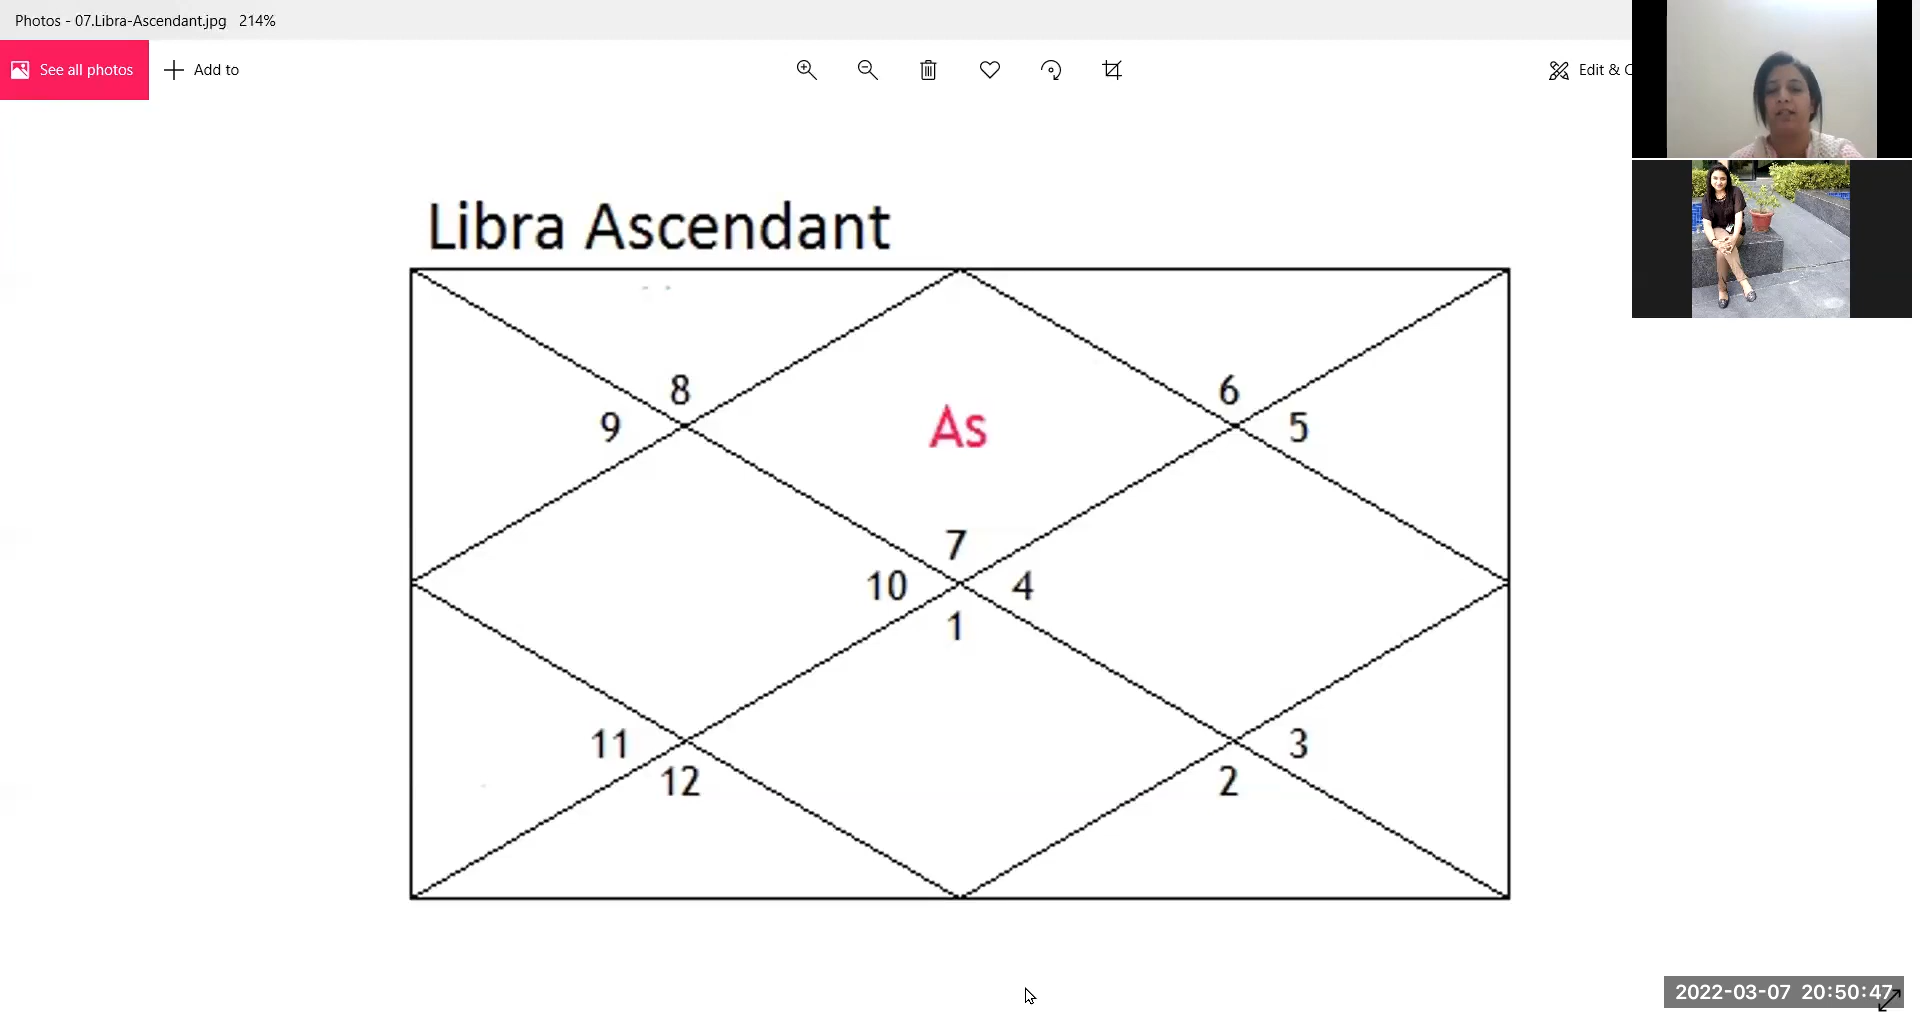 Photos - 07.Libra-Ascendant.jpg 214%
See all photos
Add to
Edit & C
Libra Ascendant
8
6
9
As
5
7
10
4
1
11
3
12
2
2022-03-07 20:50:47